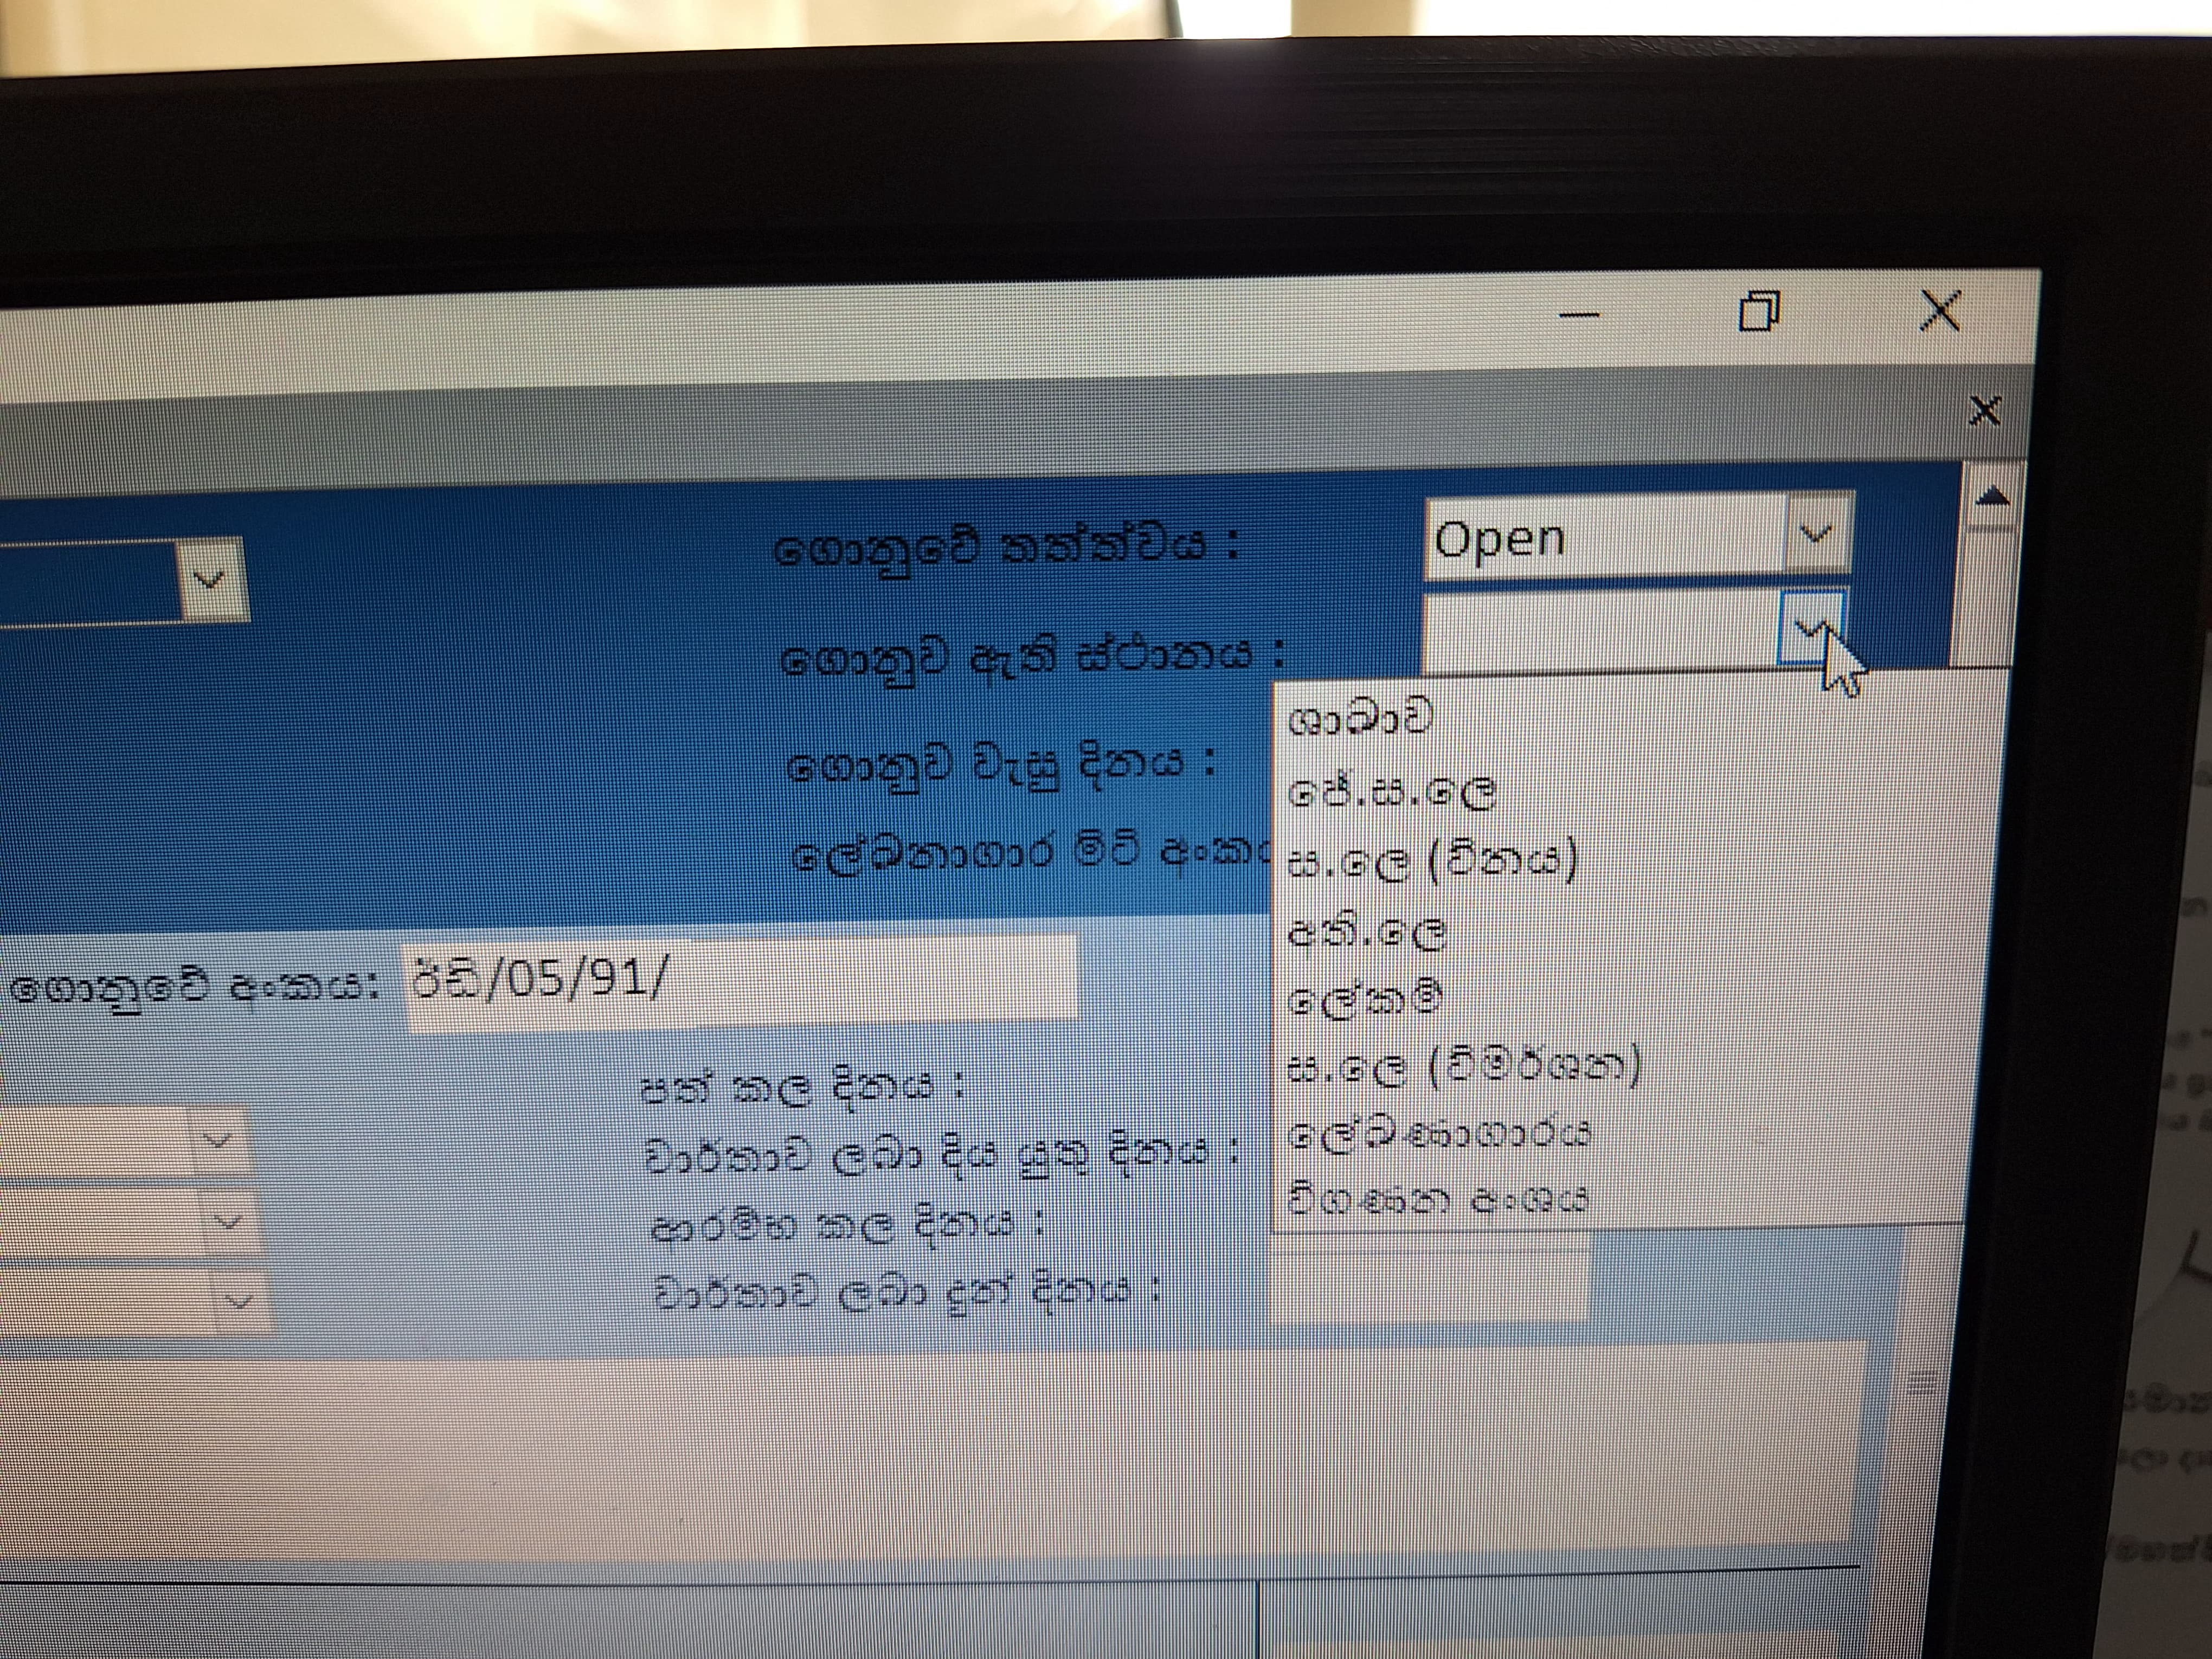 ගොනුවේ තත්ත්වය : Open
ගොනුව ඇති ස්ථානය :
ශාඛාව
ගොනුව වැසූ දිනය :
ජේ.ස.ලේ
ලේඛනාගාර මිටි අංක
ස.ලේ (විනය)
අති.ලේ
ගොනුවේ අංකය: ඊඩී/05/91/
ලේකම්
පත් කල දිනය :
ස.ලේ (විමර්ශන)
වාර්තාව ලබා දිය යුතු දිනය :
ලේඛණාගාරය
ආරම්භ කල දිනය :
විගණන අංශය
වාර්තාව ලබා දුන් දිනය :